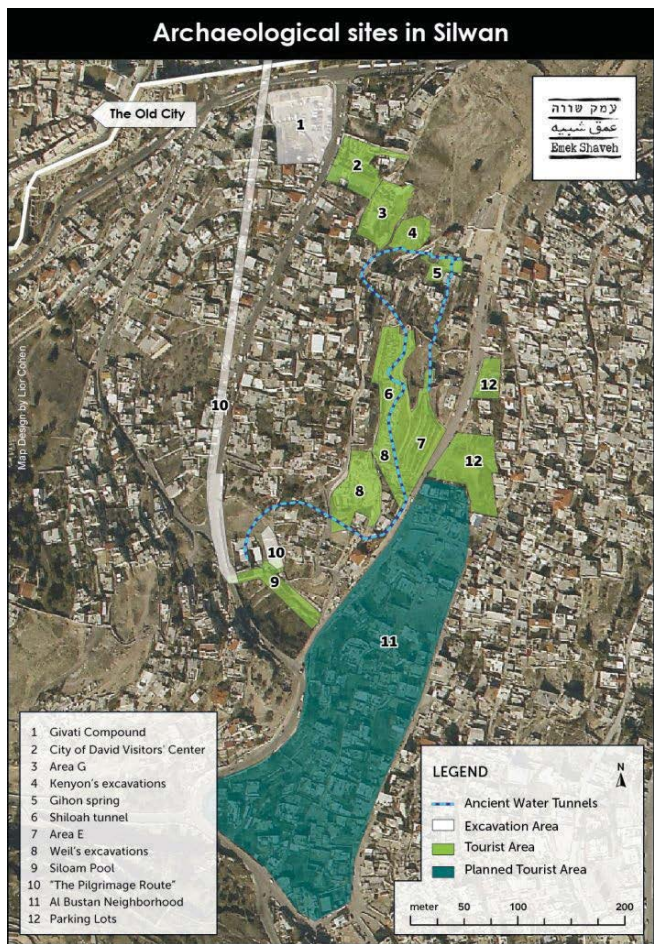 Archaeological sites in Silwan
The Old City
עמק שווה
عمق شبيه
Emek Shaveh
1
2
3
4
5
6
7
8
8
9
10
10
11
12
12
Map Design by Lior Cohen
1 Givati Compound
2 City of David Visitors' Center
3 Area G
4 Kenyon's excavations
5 Gihon spring
6 Shiloah tunnel
7 Area E
8 Weil's excavations
9 Siloam Pool
10 "The Pilgrimage Route"
11 Al Bustan Neighborhood
12 Parking Lots
LEGEND
N
Ancient Water Tunnels
Excavation Area
Tourist Area
Planned Tourist Area
meter 50 100 200